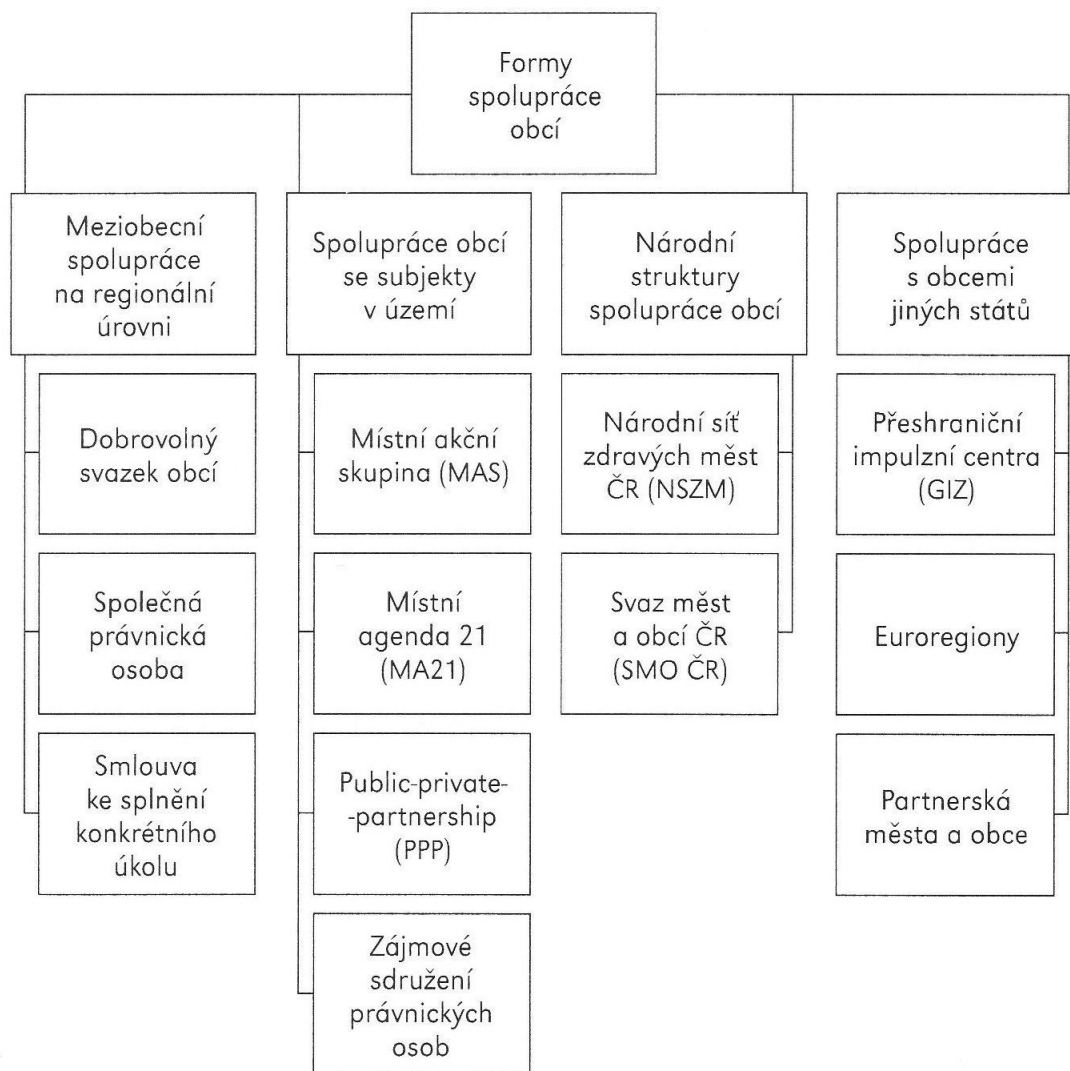 Formy
spolupráce
obcí
Meziobecní
spolupráce
na regionální
úrovni
Dobrovolný
svazek obcí
Společná
právnická
osoba
Smlouva
ke splnění
konkrétního
úkolu
Spolupráce obcí
se subjekty
v území
Místní akční
skupina (MAS)
Místní
agenda 21
(MA21)
Public-private-
-partnership
(PPP)
Zájmové
sdružení
právnických
osob
Národní
struktury
spolupráce obcí
Národní síť
zdravých měst
ČR (NSZM)
Svaz měst
a obcí ČR
(SMO ČR)
Spolupráce
s obcemi
jiných států
Přeshraniční
impulzní centra
(GIZ)
Euroregiony
Partnerská
města a obce